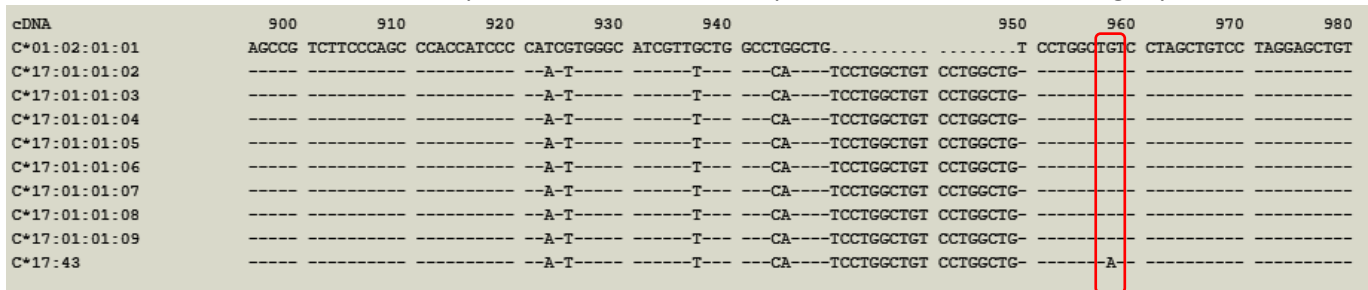 cDNA 900 910 920 930 940 950 960 970 980
C*01:02:01:01 AGCCG TCTTCCCAGC CCACCATCCC CATCGTGGGC ATCGTTGCTG GCCTGGCTG.......... ........T CCTGGCTGTC CTAGCTGTCC TAGGAGCTGT
C*17:01:01:02 ----- ---------- ---------- --A-T----- ------T--- ---CA----TCCTGGCTGT CCTGGCTG- ---------- ---------- ----------
C*17:01:01:03 ----- ---------- ---------- --A-T----- ------T--- ---CA----TCCTGGCTGT CCTGGCTG- ---------- ---------- ----------
C*17:01:01:04 ----- ---------- ---------- --A-T----- ------T--- ---CA----TCCTGGCTGT CCTGGCTG- ---------- ---------- ----------
C*17:01:01:05 ----- ---------- ---------- --A-T----- ------T--- ---CA----TCCTGGCTGT CCTGGCTG- ---------- ---------- ----------
C*17:01:01:06 ----- ---------- ---------- --A-T----- ------T--- ---CA----TCCTGGCTGT CCTGGCTG- ---------- ---------- ----------
C*17:01:01:07 ----- ---------- ---------- --A-T----- ------T--- ---CA----TCCTGGCTGT CCTGGCTG- ---------- ---------- ----------
C*17:01:01:08 ----- ---------- ---------- --A-T----- ------T--- ---CA----TCCTGGCTGT CCTGGCTG- ---------- ---------- ----------
C*17:01:01:09 ----- ---------- ---------- --A-T----- ------T--- ---CA----TCCTGGCTGT CCTGGCTG- ---------- ---------- ----------
C*17:43 ----- ---------- ---------- --A-T----- ------T--- ---CA----TCCTGGCTGT CCTGGCTG- -------A-- ---------- ----------